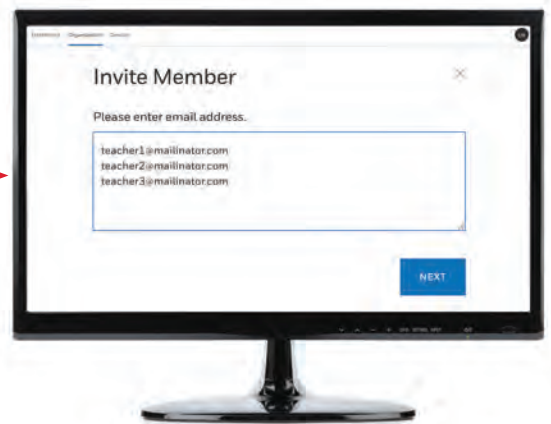 Invite Member
Please enter email address.
teacher1@mailinator.com
teacher2@mailinator.com
teacher3@mailinator.com
NEXT